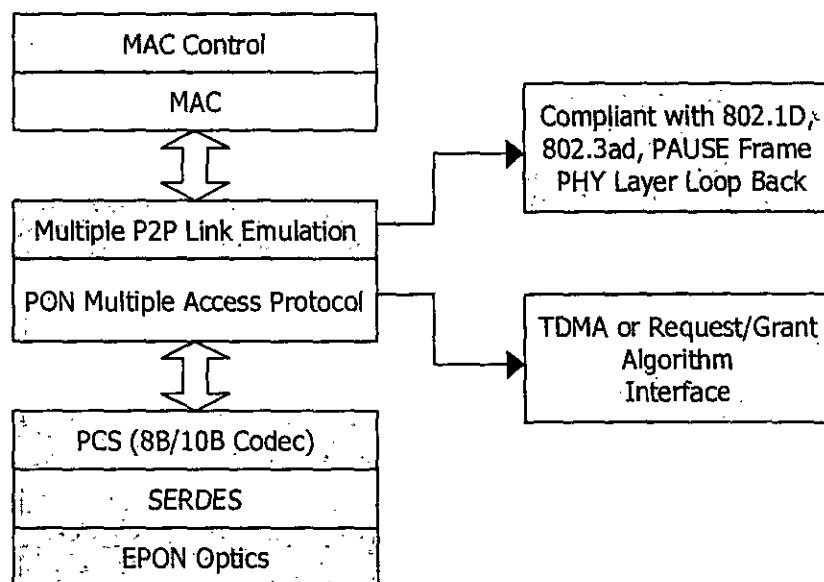 MAC Control
MAC
Multiple P2P Link Emulation
PON Multiple Access Protocol
PCS (8B/10B Codec)
SERDES
EPON Optics
Compliant with 802.1D,
802.3ad, PAUSE Frame
PHY Layer Loop Back
TDMA or Request/Grant
Algorithm
Interface